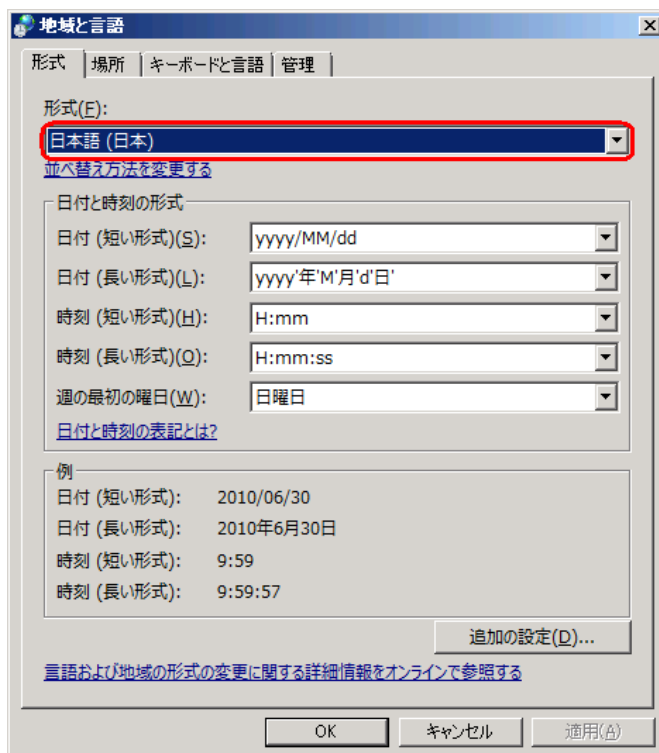 地域と言語
形式 場所 キーボードと言語 管理
形式(F):
日本語 (日本)
並べ替え方法を変更する
日付と時刻の形式
日付 (短い形式)(S): yyyy/MM/dd
日付 (長い形式)(L): yyyy'年'M'月'd'日'
時刻 (短い形式)(H): H:mm
時刻 (長い形式)(O): H:mm:ss
週の最初の曜日(W): 日曜日
日付と時刻の表記とは?
例
日付 (短い形式): 2010/06/30
日付 (長い形式): 2010年6月30日
時刻 (短い形式): 9:59
時刻 (長い形式): 9:59:57
追加の設定(D)...
言語および地域の形式の変更に関する詳細情報をオンラインで参照する
OK キャンセル 適用(A)